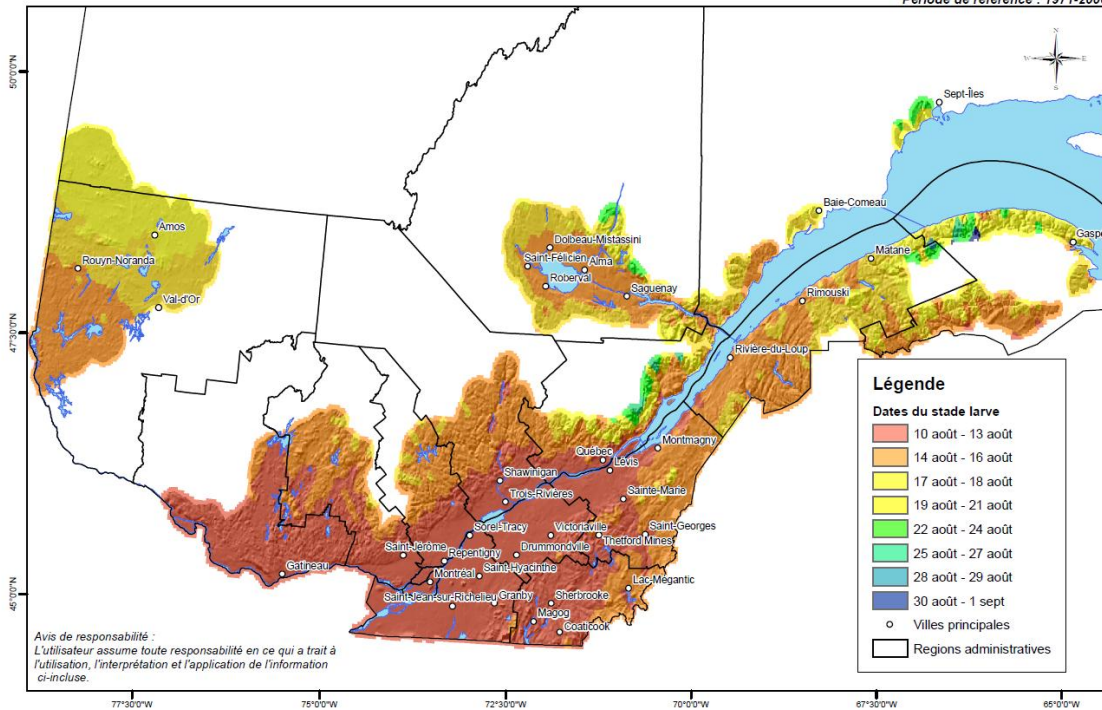 Période de référence : 1971-2000
N
W E
S
50°0'0"N
47°30'0"N
45°0'0"N
Sept-Îles
Baie-Comeau
Gaspé
Matane
Amos
Dolbeau-Mistassini
Rouyn-Noranda
Saint-Félicien
Alma
Roberval
Saguenay
Rimouski
Val-d'Or
Rivière-du-Loup
Montmagny
Québec
Lévis
Shawinigan
Trois-Rivières
Sainte-Marie
Sorel-Tracy
Victoriaville
Saint-Georges
Thetford Mines
Saint-Jérôme
Repentigny
Drummondville
Gatineau
Montréal
Saint-Hyacinthe
Lac-Mégantic
Saint-Jean-sur-Richelieu
Granby
Sherbrooke
Magog
Coaticook
Légende
Dates du stade larve
10 août - 13 août
14 août - 16 août
17 août - 18 août
19 août - 21 août
22 août - 24 août
25 août - 27 août
28 août - 29 août
30 août - 1 sept
Villes principales
Regions administratives
Avis de responsabilité :
L'utilisateur assume toute responsabilité en ce qui a trait à
l'utilisation, l'interprétation et l'application de l'information
ci-incluse.
77°30'0"W
75°0'0"W
72°30'0"W
70°0'0"W
67°30'0"W
65°0'0"W